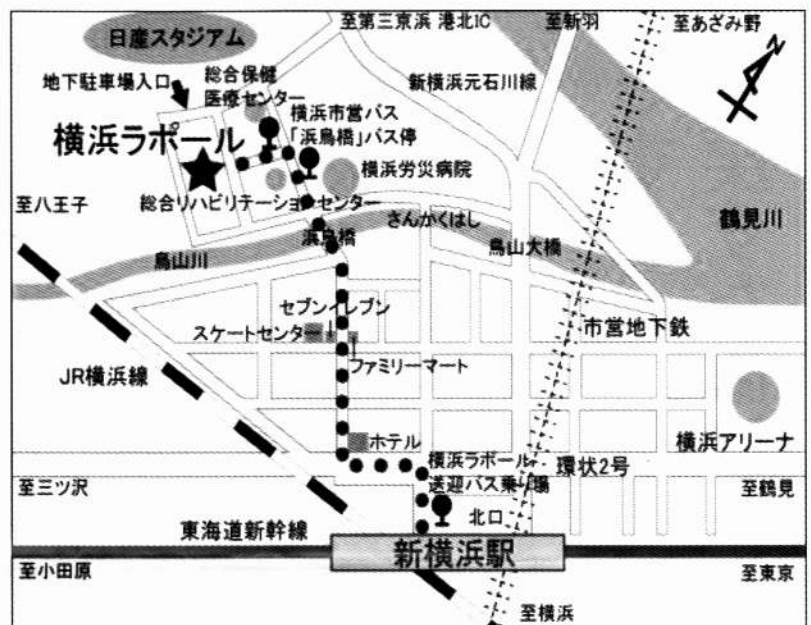 日産スタジアム
至第三京浜 港北IC
至新羽
至あざみ野
地下駐車場入口
総合保健
医療センター
新横浜元石川線
N
横浜市営バス
「浜鳥橋」バス停
横浜ラポール
横浜労災病院
至八王子
総合リハビリテーションセンター
さんかくはし
鶴見川
浜鳥橋
鳥山大橋
鳥山川
セブンイレブン
スケートセンター
市営地下鉄
ファミリーマート
JR横浜線
ホテル
横浜アリーナ
横浜ラポール
送迎バス乗り場
環状2号
至三ツ沢
至鶴見
北口
東海道新幹線
新横浜駅
至小田原
至東京
至横浜